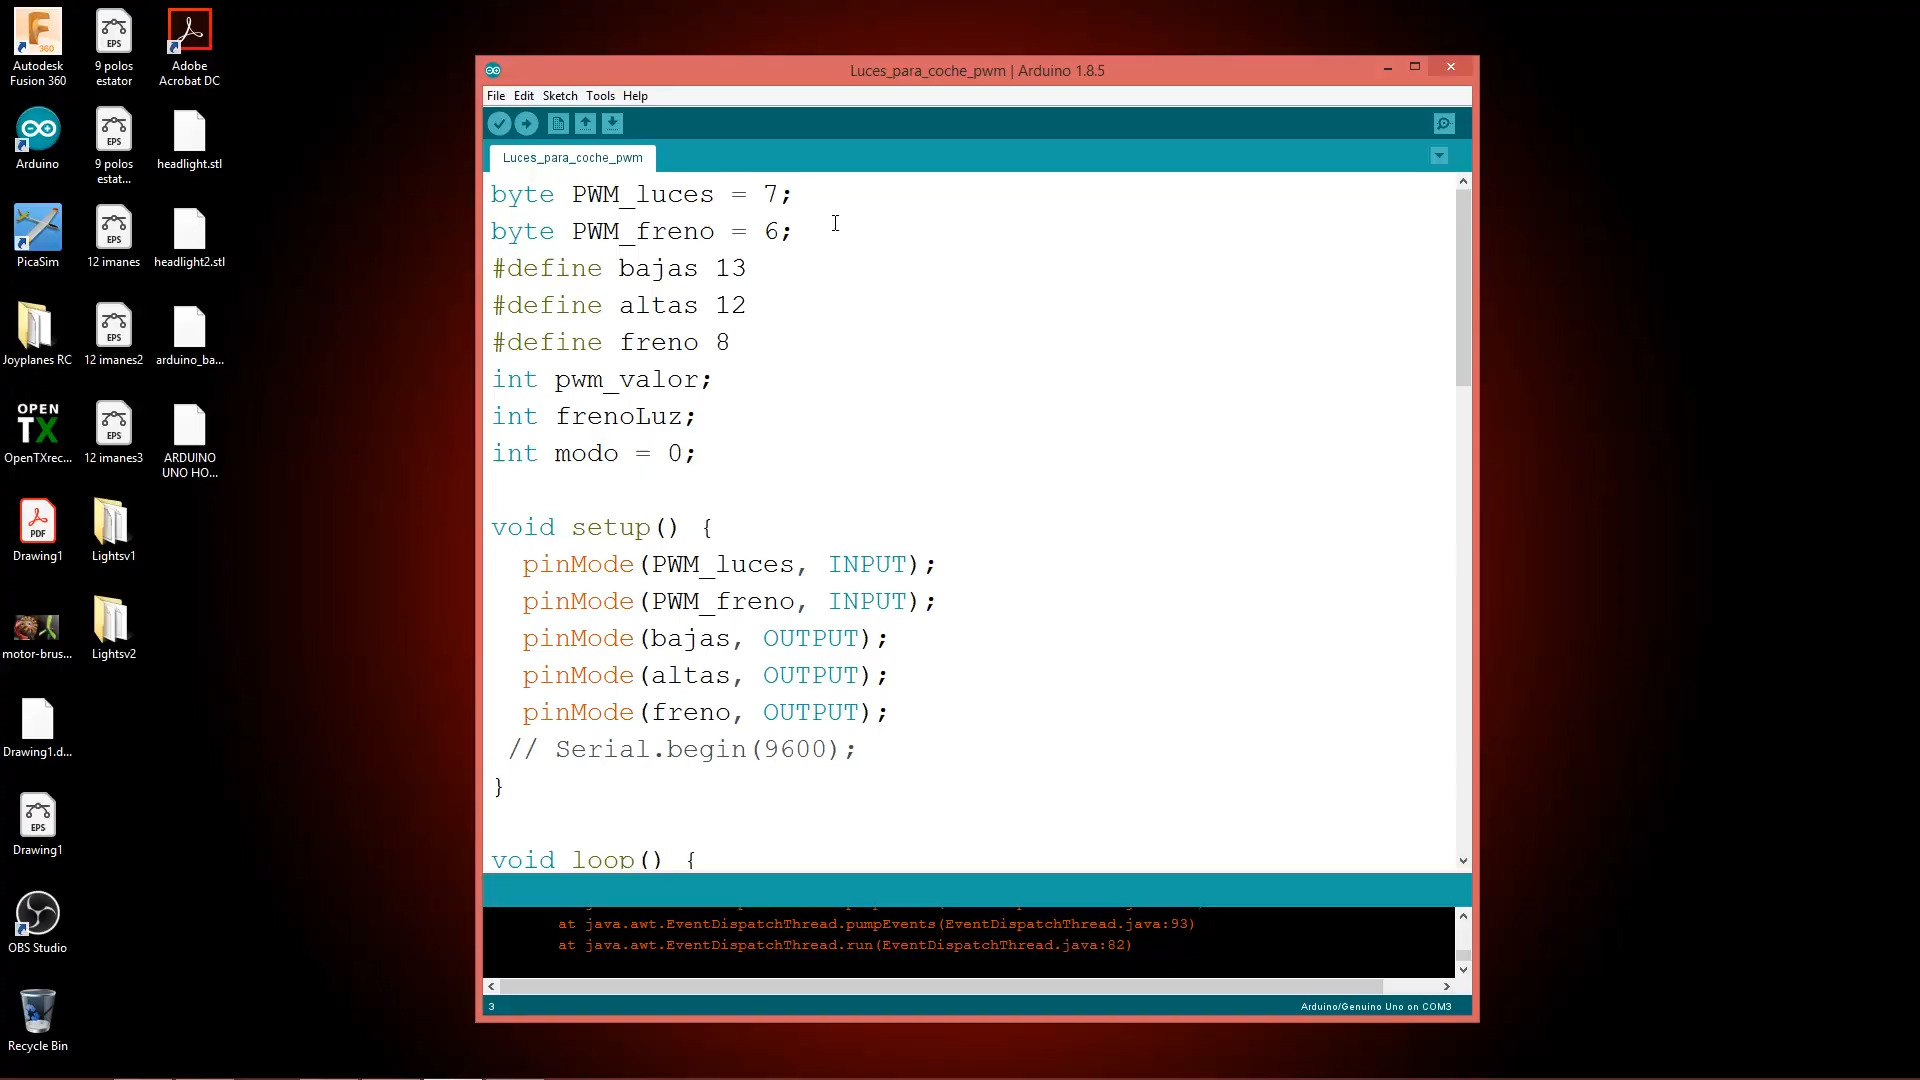 Autodesk
Fusion 360
9 polos
estator
Adobe
Acrobat DC
Arduino
9 polos
estat...
headlight.stl
PicaSim
12 imanes
headlight2.stl
Joyplanes RC
12 imanes2
arduino_ba...
OPEN
TX
OpenTXrec...
12 imanes3
ARDUINO
UNO HO...
PDF
Drawing1
Lightsv1
motor-brus...
Lightsv2
Drawing1.d...
EPS
Drawing1
OBS Studio
Recycle Bin
Luces_para_coche_pwm | Arduino 1.8.5
File Edit Sketch Tools Help
Luces_para_coche_pwm
byte PWM_luces = 7;
byte PWM_freno = 6;
#define bajas 13
#define altas 12
#define freno 8
int pwm_valor;
int frenoLuz;
int modo = 0;
void setup() {
pinMode(PWM_luces, INPUT);
pinMode(PWM_freno, INPUT);
pinMode(bajas, OUTPUT);
pinMode(altas, OUTPUT);
pinMode(freno, OUTPUT);
// Serial.begin(9600);
}
void loop() {
at java.awt.EventDispatchThread.pumpEvents(EventDispatchThread.java:93)
at java.awt.EventDispatchThread.run(EventDispatchThread.java:82)
3
Arduino/Genuino Uno on COM3